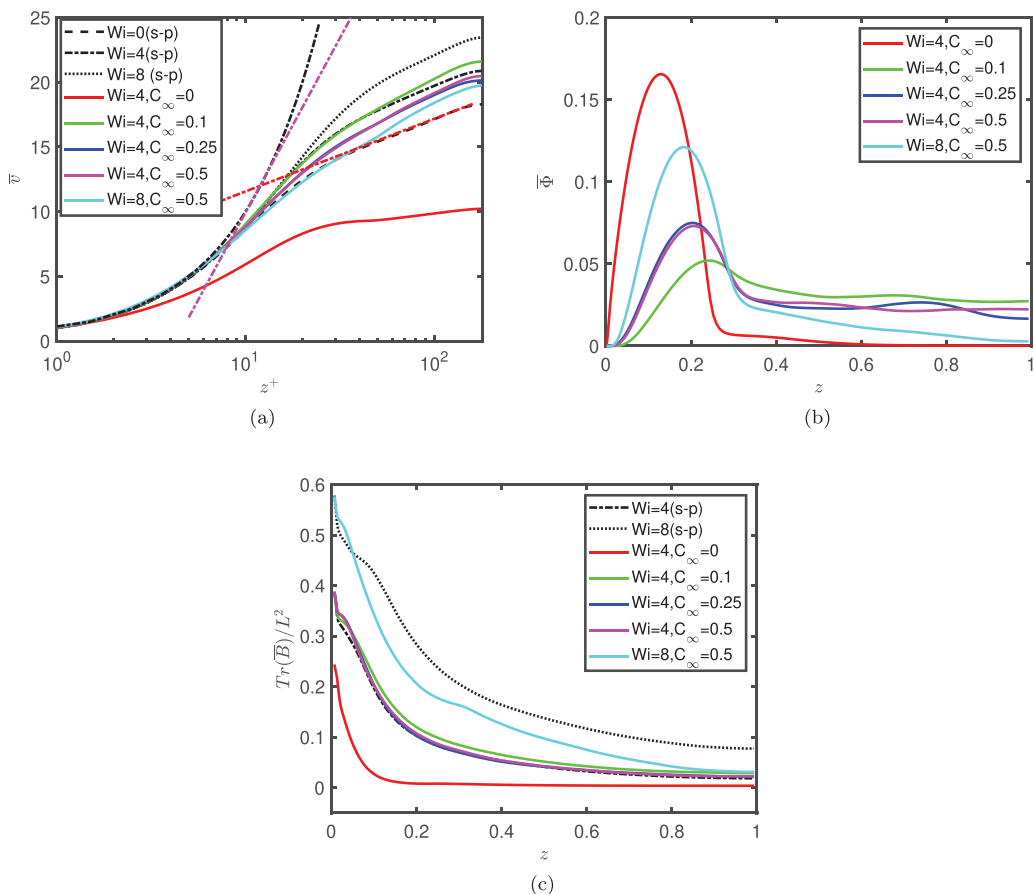 25
20
15
10
5
0
v̅
10⁰
10¹
10²
z⁺
Wi=0(s-p)
Wi=4(s-p)
Wi=8 (s-p)
Wi=4,C∞=0
Wi=4,C∞=0.1
Wi=4,C∞=0.25
Wi=4,C∞=0.5
Wi=8,C∞=0.5
(a)
0.2
0.15
0.1
0.05
0
Φ̅
0
0.2
0.4
0.6
0.8
1
z
Wi=4,C∞=0
Wi=4,C∞=0.1
Wi=4,C∞=0.25
Wi=4,C∞=0.5
Wi=8,C∞=0.5
(b)
0.6
0.5
0.4
0.3
0.2
0.1
0
Tr(B̅)/L²
0
0.2
0.4
0.6
0.8
1
z
Wi=4(s-p)
Wi=8(s-p)
Wi=4,C∞=0
Wi=4,C∞=0.1
Wi=4,C∞=0.25
Wi=4,C∞=0.5
Wi=8,C∞=0.5
(c)